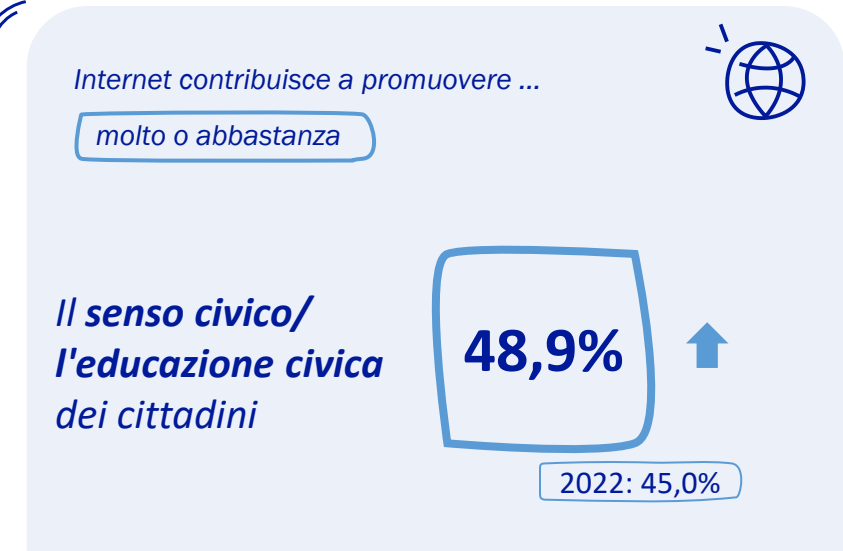 Internet contribuisce a promuovere ...
molto o abbastanza
Il senso civico/
l'educazione civica
dei cittadini
48,9%
2022: 45,0%